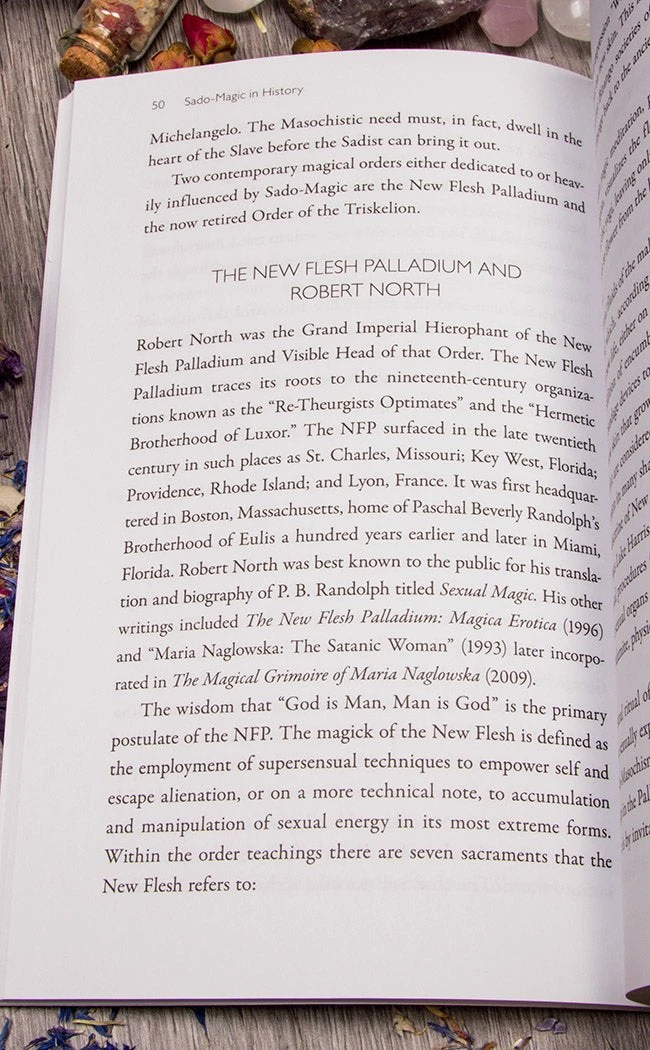 50 Sado-Magic in History
Michelangelo. The Masochistic need must, in fact, dwell in the
heart of the Slave before the Sadist can bring it out.
Two contemporary magical orders either dedicated to or heav-
ily influenced by Sado-Magic are the New Flesh Palladium and
the now retired Order of the Triskelion.
THE NEW FLESH PALLADIUM AND
ROBERT NORTH
Robert North was the Grand Imperial Hierophant of the New
Flesh Palladium and Visible Head of that Order. The New Flesh
Palladium traces its roots to the nineteenth-century organiza-
tions known as the “Re-Theurgists Optimates” and the “Hermetic
Brotherhood of Luxor.” The NFP surfaced in the late twentieth
century in such places as St. Charles, Missouri; Key West, Florida;
Providence, Rhode Island; and Lyon, France. It was first headquar-
tered in Boston, Massachusetts, home of Paschal Beverly Randolph’s
Brotherhood of Eulis a hundred years earlier and later in Miami,
Florida. Robert North was best known to the public for his transla-
tion and biography of P. B. Randolph titled Sexual Magic. His other
writings included The New Flesh Palladium: Magica Erotica (1996)
and “Maria Naglowska: The Satanic Woman” (1993) later incorpo-
rated in The Magical Grimoire of Maria Naglowska (2009).
The wisdom that “God is Man, Man is God” is the primary
postulate of the NFP. The magick of the New Flesh is defined as
the employment of supersensual techniques to empower self and
escape alienation, or on a more technical note, to accumulation
and manipulation of sexual energy in its most extreme forms.
Within the order teachings there are seven sacraments that the
New Flesh refers to: